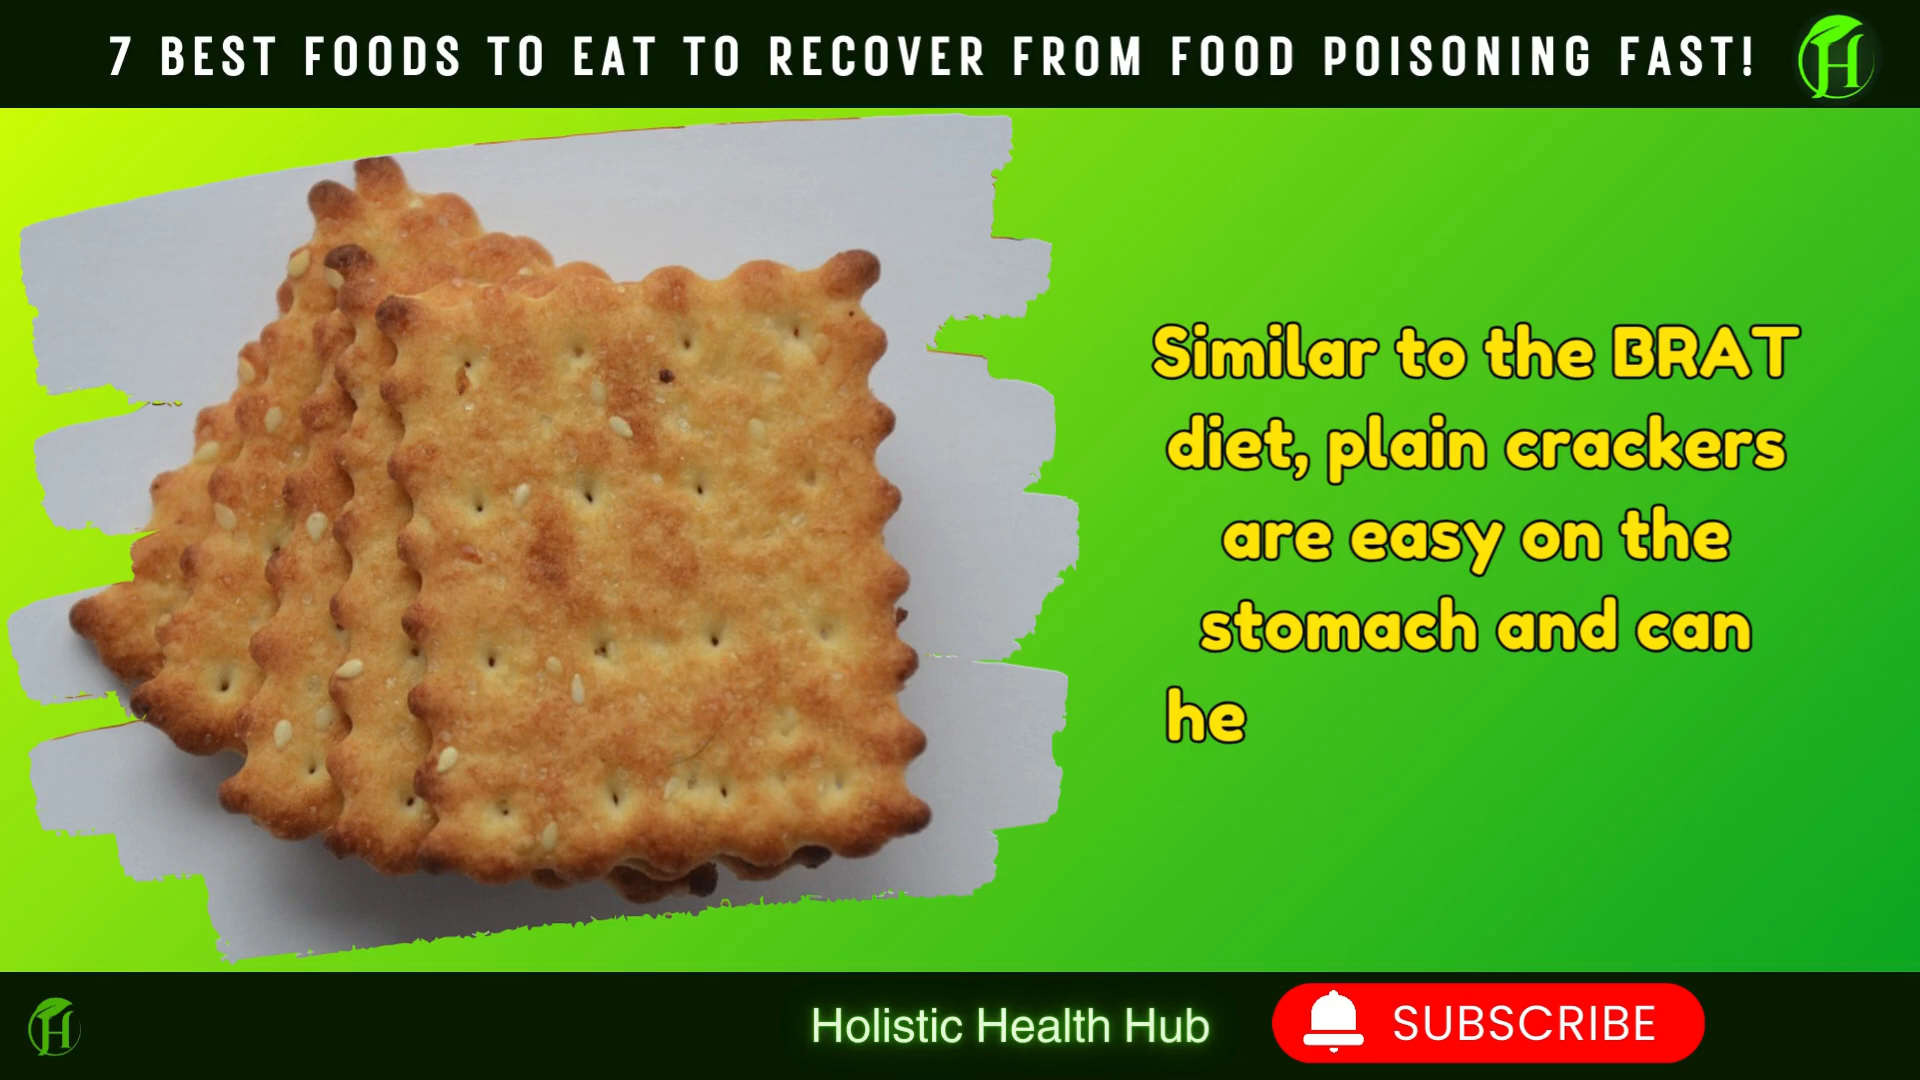 7 BEST FOODS TO EAT TO RECOVER FROM FOOD POISONING FAST!
Similar to the BRAT
diet, plain crackers
are easy on the
stomach and can
he
Holistic Health Hub
SUBSCRIBE